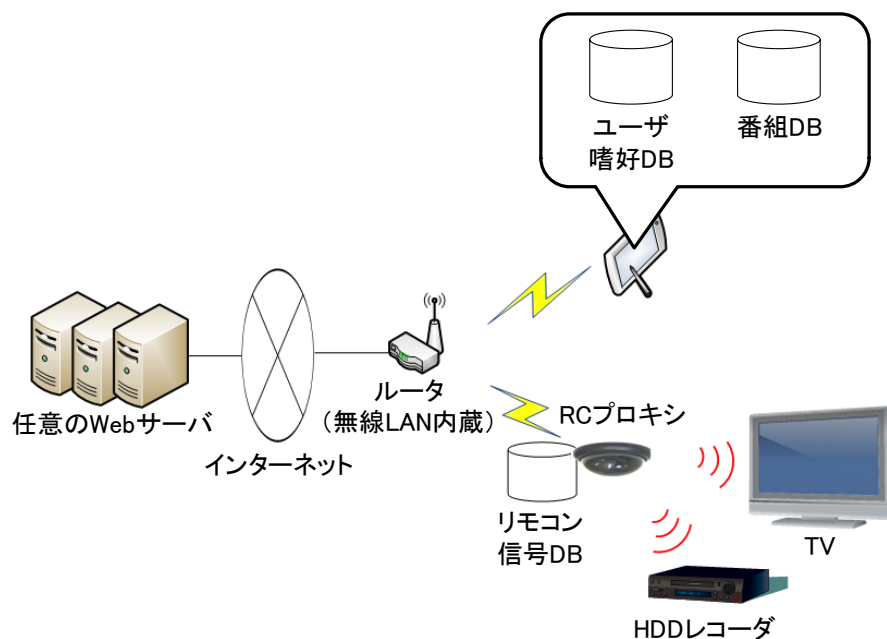 ユーザ
嗜好DB
番組DB
任意のWebサーバ
インターネット
ルータ
(無線LAN内蔵)
RCプロキシ
リモコン
信号DB
TV
HDDレコーダ